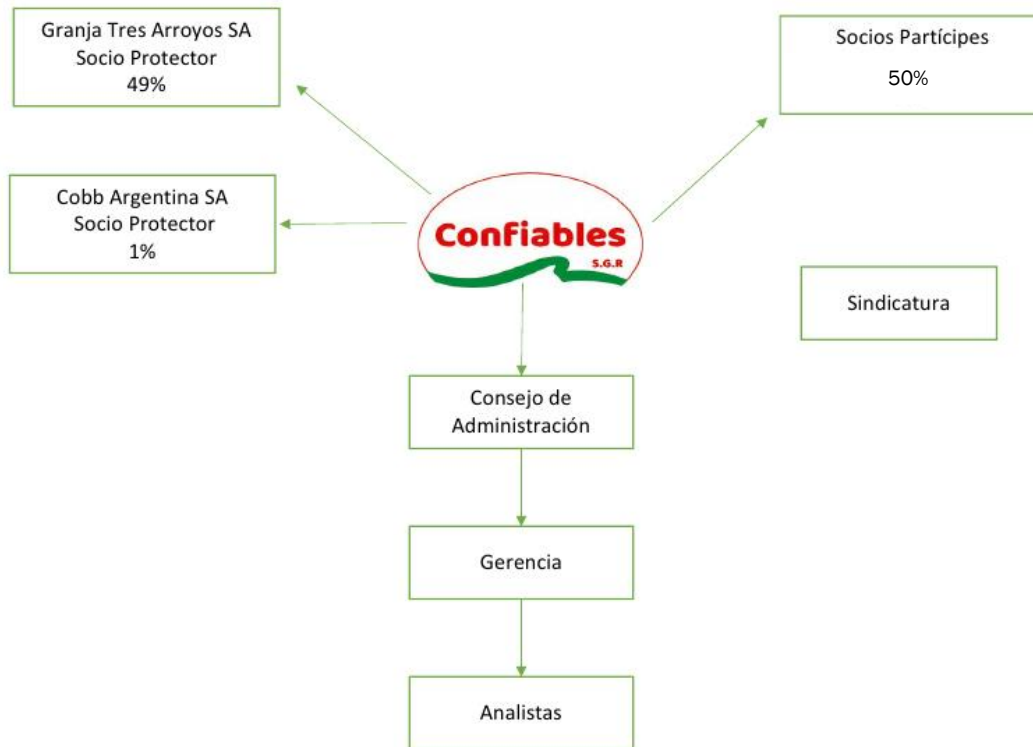 Granja Tres Arroyos SA
Socio Protector
49%
Socios Partícipes
50%
Cobb Argentina SA
Socio Protector
1%
Confiables
S.G.R
Sindicatura
Consejo de
Administración
Gerencia
Analistas